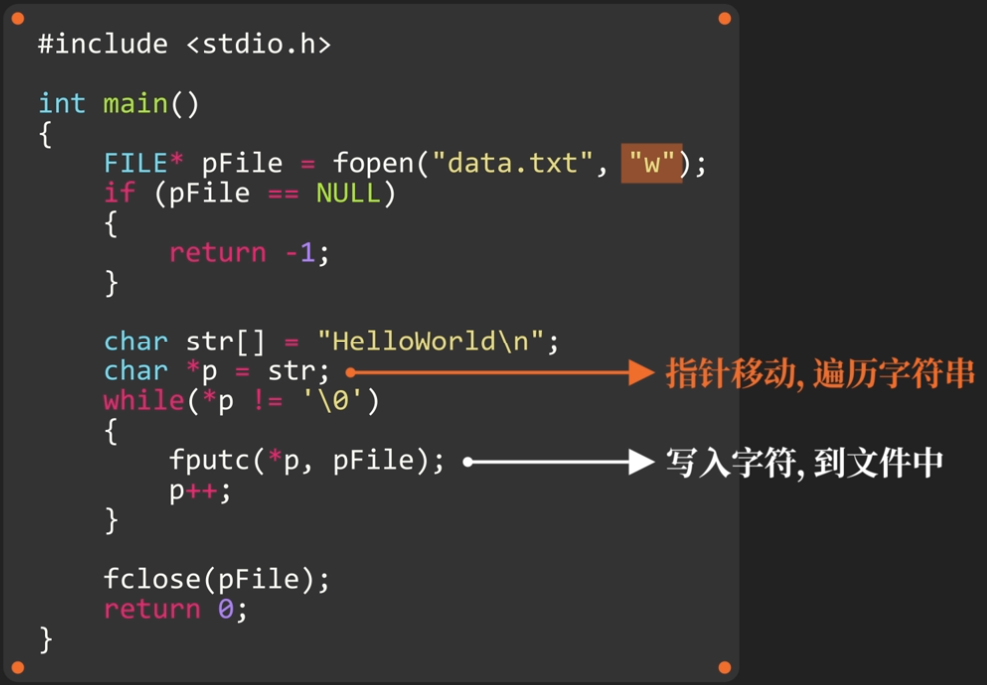 #include <stdio.h>
int main()
{
FILE* pFile = fopen("data.txt", "w");
if (pFile == NULL)
{
return -1;
}
char str[] = "HelloWorld\n";
char *p = str;
指针移动, 遍历字符串
while(*p != '\0')
{
fputc(*p, pFile);
写入字符, 到文件中
p++;
}
fclose(pFile);
return 0;
}